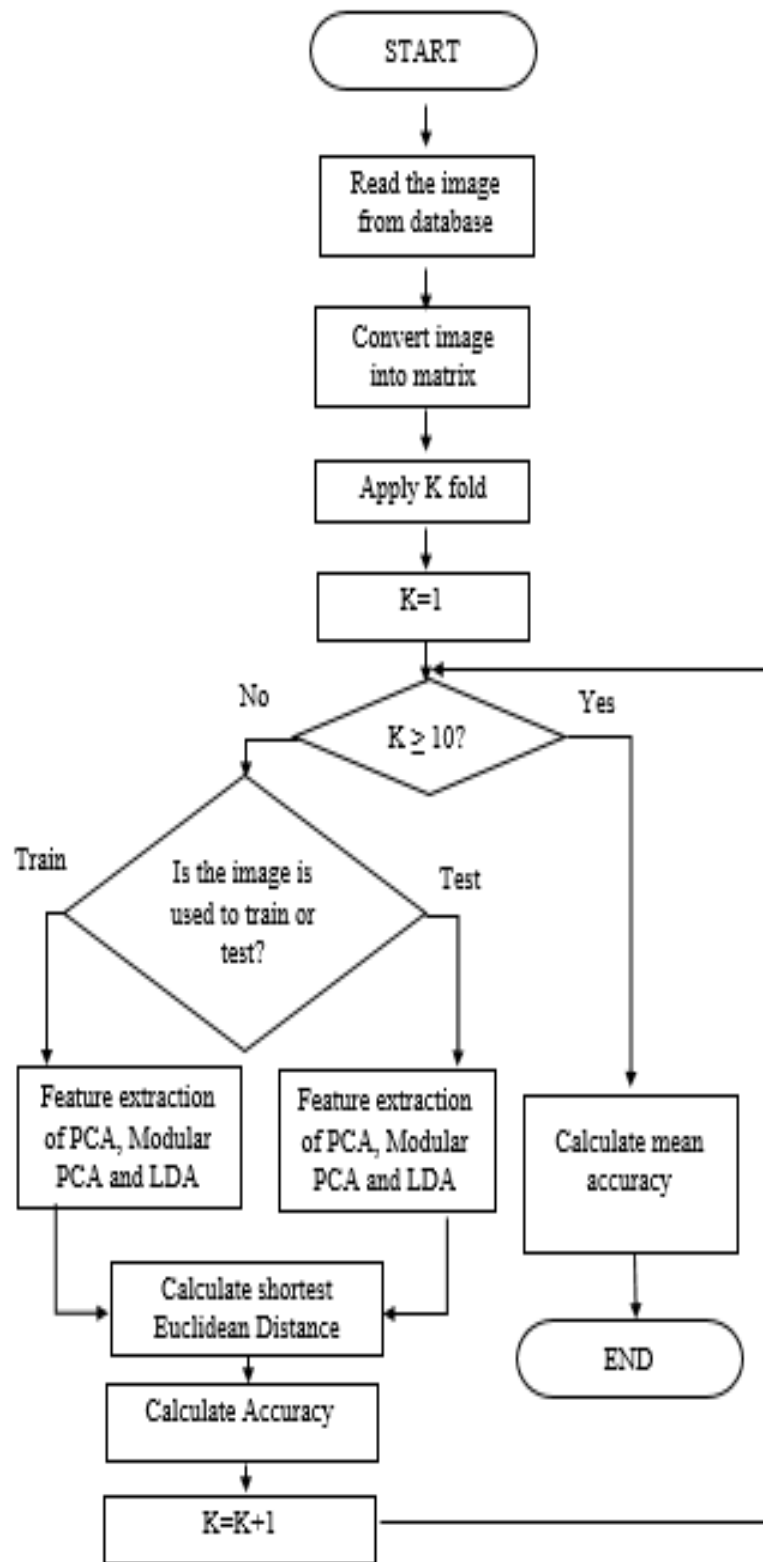 START
Read the image
from database
Convert image
into matrix
Apply K fold
K=1
No
Yes
K ≥ 10?
Train
Test
Is the image is
used to train or
test?
Feature extraction
of PCA, Modular
PCA and LDA
Feature extraction
of PCA, Modular
PCA and LDA
Calculate mean
accuracy
Calculate shortest
Euclidean Distance
END
Calculate Accuracy
K=K+1